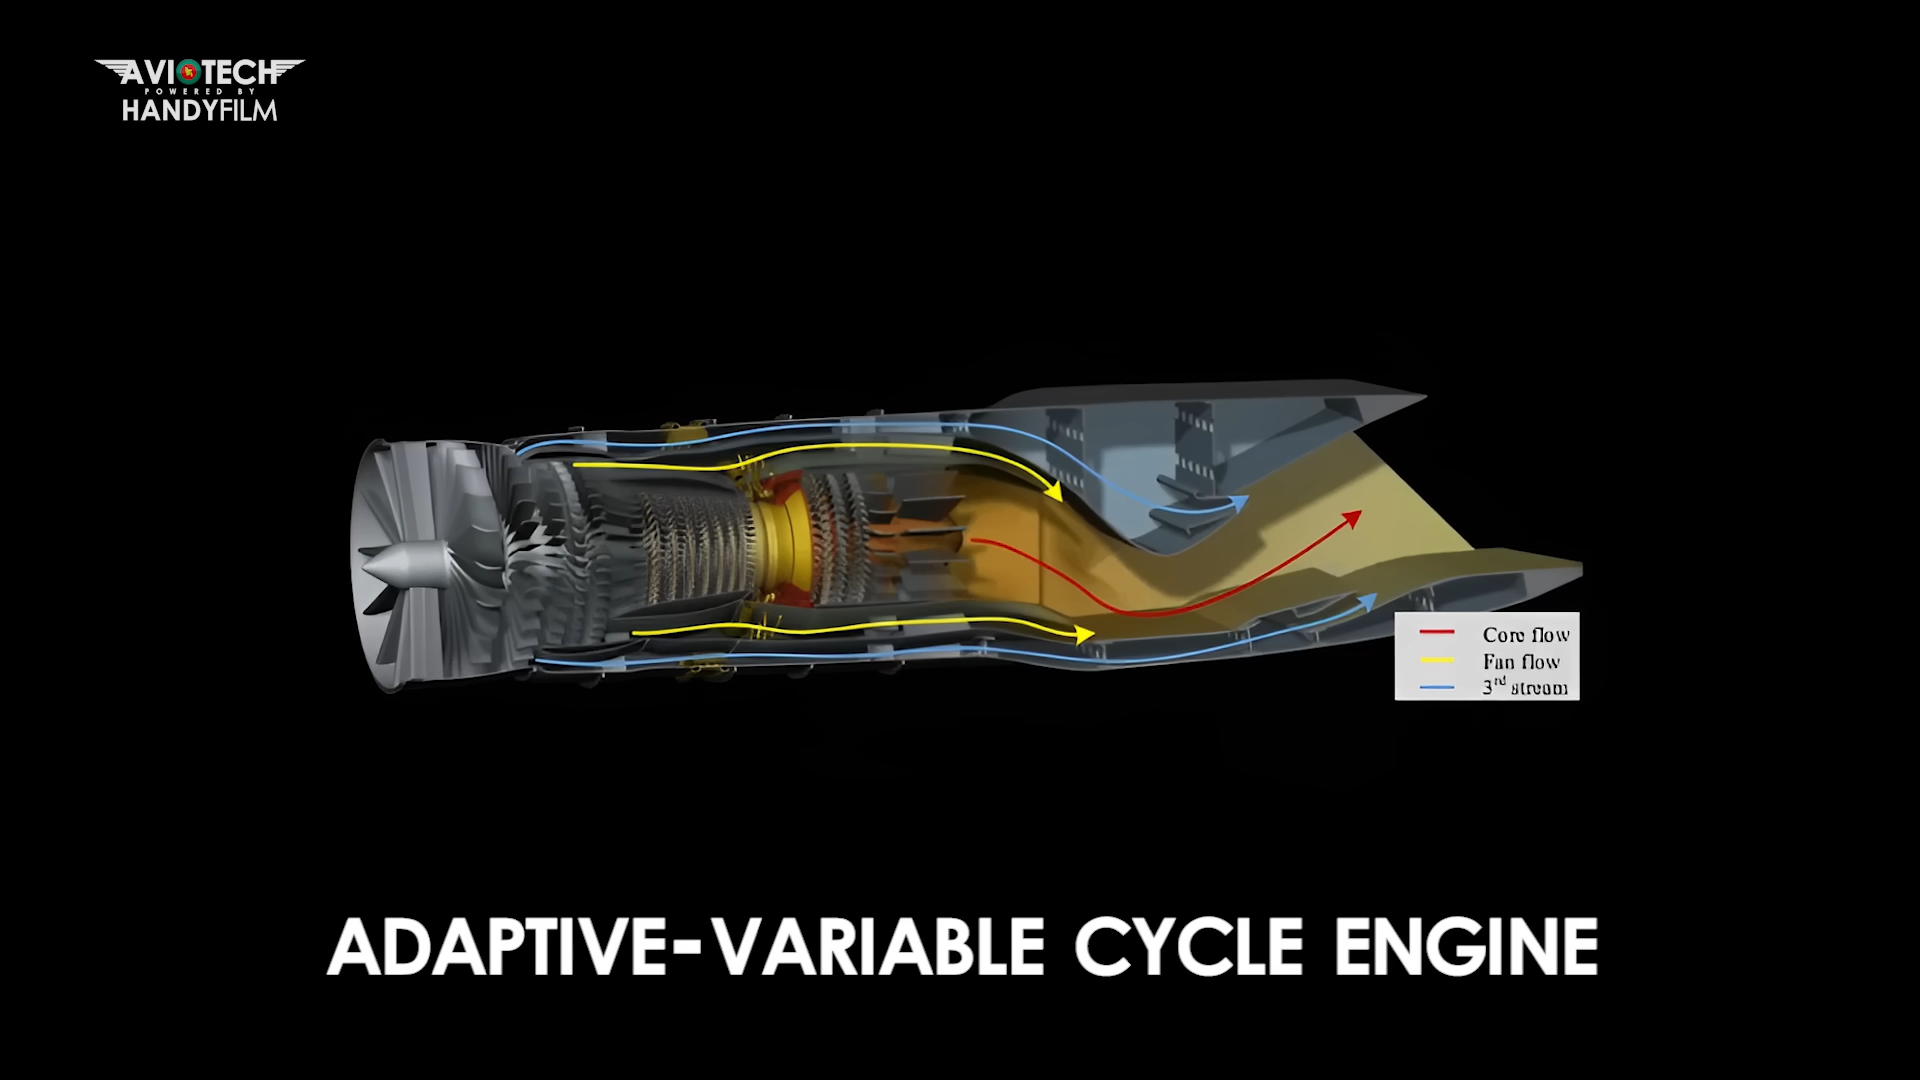 AVIOTECH
POWERED BY
HANDYFILM
Core flow
Fan flow
3rd stream
ADAPTIVE-VARIABLE CYCLE ENGINE